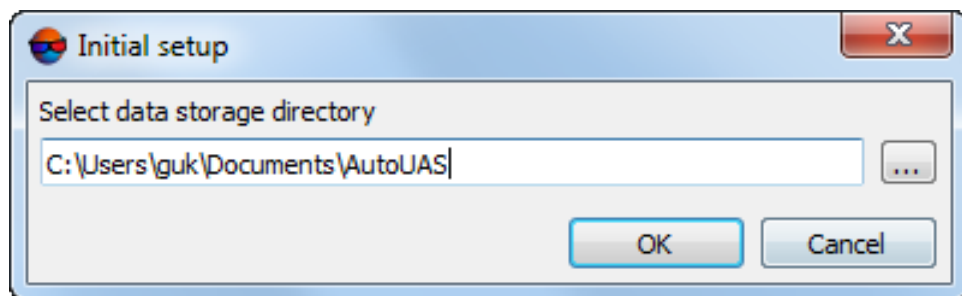 Initial setup
Select data storage directory
C:\Users\guk\Documents\AutoUAS
...
OK Cancel